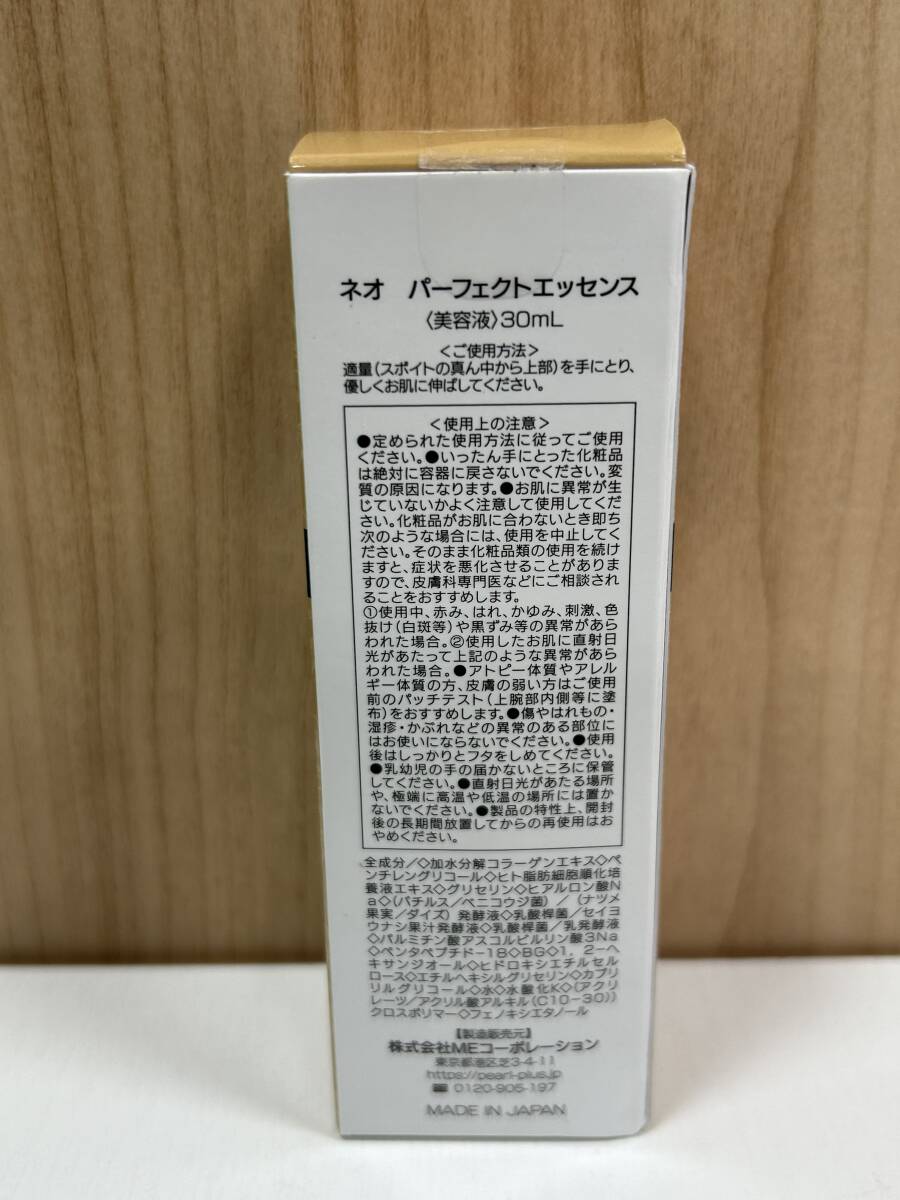 ネオ　パーフェクトエッセンス
〈美容液〉30mL
＜ご使用方法＞
適量（スポイトの真ん中から上部）を手にとり、
優しくお肌に伸ばしてください。
＜使用上の注意＞
●定められた使用方法に従ってご使用
ください。●いったん手にとった化粧品
は絶対に容器に戻さないでください。変
質の原因になります。●お肌に異常が生
じていないかよく注意して使用してくだ
さい。化粧品がお肌に合わないとき即ち
次のような場合には、使用を中止してく
ださい。そのまま化粧品類の使用を続け
ますと、症状を悪化させることがあり
ますので、皮膚科専門医などにご相談され
ることをおすすめします。
①使用中、赤み、はれ、かゆみ、刺激、色
抜け（白斑等）や黒ずみ等の異常があら
われた場合。②使用したお肌に直射日
光があたって上記のような異常があら
われた場合。●アトピー体質やアレル
ギー体質の方、皮膚の弱い方はご使用
前のパッチテスト（上腕部内側等に塗
布）をおすすめします。●傷やはれもの・
湿疹・かぶれなどの異常のある部位に
はお使いにならないでください。●使用
後はしっかりとフタをしめてください。
●乳幼児の手の届かないところに保管
してください。●直射日光があたる場所
や、極端に高温や低温の場所には置か
ないでください。●製品の特性上、開封
後の長期間放置してからの再使用はお
やめください。
全成分／◇加水分解コラーゲンエキス◇ペ
ンチレングリコール◇ヒト脂肪細胞順化培
養液エキス◇グリセリン◇ヒアルロン酸N
a◇（バチルス／ベニコウジ菌）／（ナツメ
果実／ダイズ）発酵液◇乳酸桿菌／セイヨ
ウナシ果汁発酵液◇乳酸桿菌／乳発酵液
◇パルミチン酸アスコルビルリン酸3Na
◇ペンタペプチド-18◇BG◇1，2－ヘ
キサンジオール◇ヒドロキシエチルセル
ロース◇エチルヘキシルグリセリン◇カプリ
リルグリコール◇水◇水酸化K◇（アクリ
レーツ／アクリル酸アルキル（C10－30））
クロスポリマー◇フェノキシエタノール
【製造販売元】
株式会社MEコーポレーション
東京都港区芝3-4-11
https://pearl-plus.jp
☎ 0120-905-197
MADE IN JAPAN